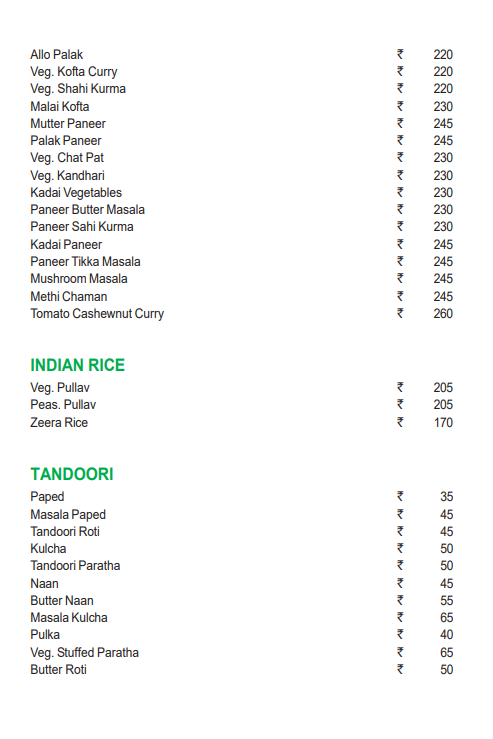 Allo Palak ₹ 220
Veg. Kofta Curry ₹ 220
Veg. Shahi Kurma ₹ 220
Malai Kofta ₹ 230
Mutter Paneer ₹ 245
Palak Paneer ₹ 245
Veg. Chat Pat ₹ 230
Veg. Kandhari ₹ 230
Kadai Vegetables ₹ 230
Paneer Butter Masala ₹ 230
Paneer Sahi Kurma ₹ 230
Kadai Paneer ₹ 245
Paneer Tikka Masala ₹ 245
Mushroom Masala ₹ 245
Methi Chaman ₹ 245
Tomato Cashewnut Curry ₹ 260
INDIAN RICE
Veg. Pullav ₹ 205
Peas. Pullav ₹ 205
Zeera Rice ₹ 170
TANDOORI
Paped ₹ 35
Masala Paped ₹ 45
Tandoori Roti ₹ 45
Kulcha ₹ 50
Tandoori Paratha ₹ 50
Naan ₹ 45
Butter Naan ₹ 55
Masala Kulcha ₹ 65
Pulka ₹ 40
Veg. Stuffed Paratha ₹ 65
Butter Roti ₹ 50